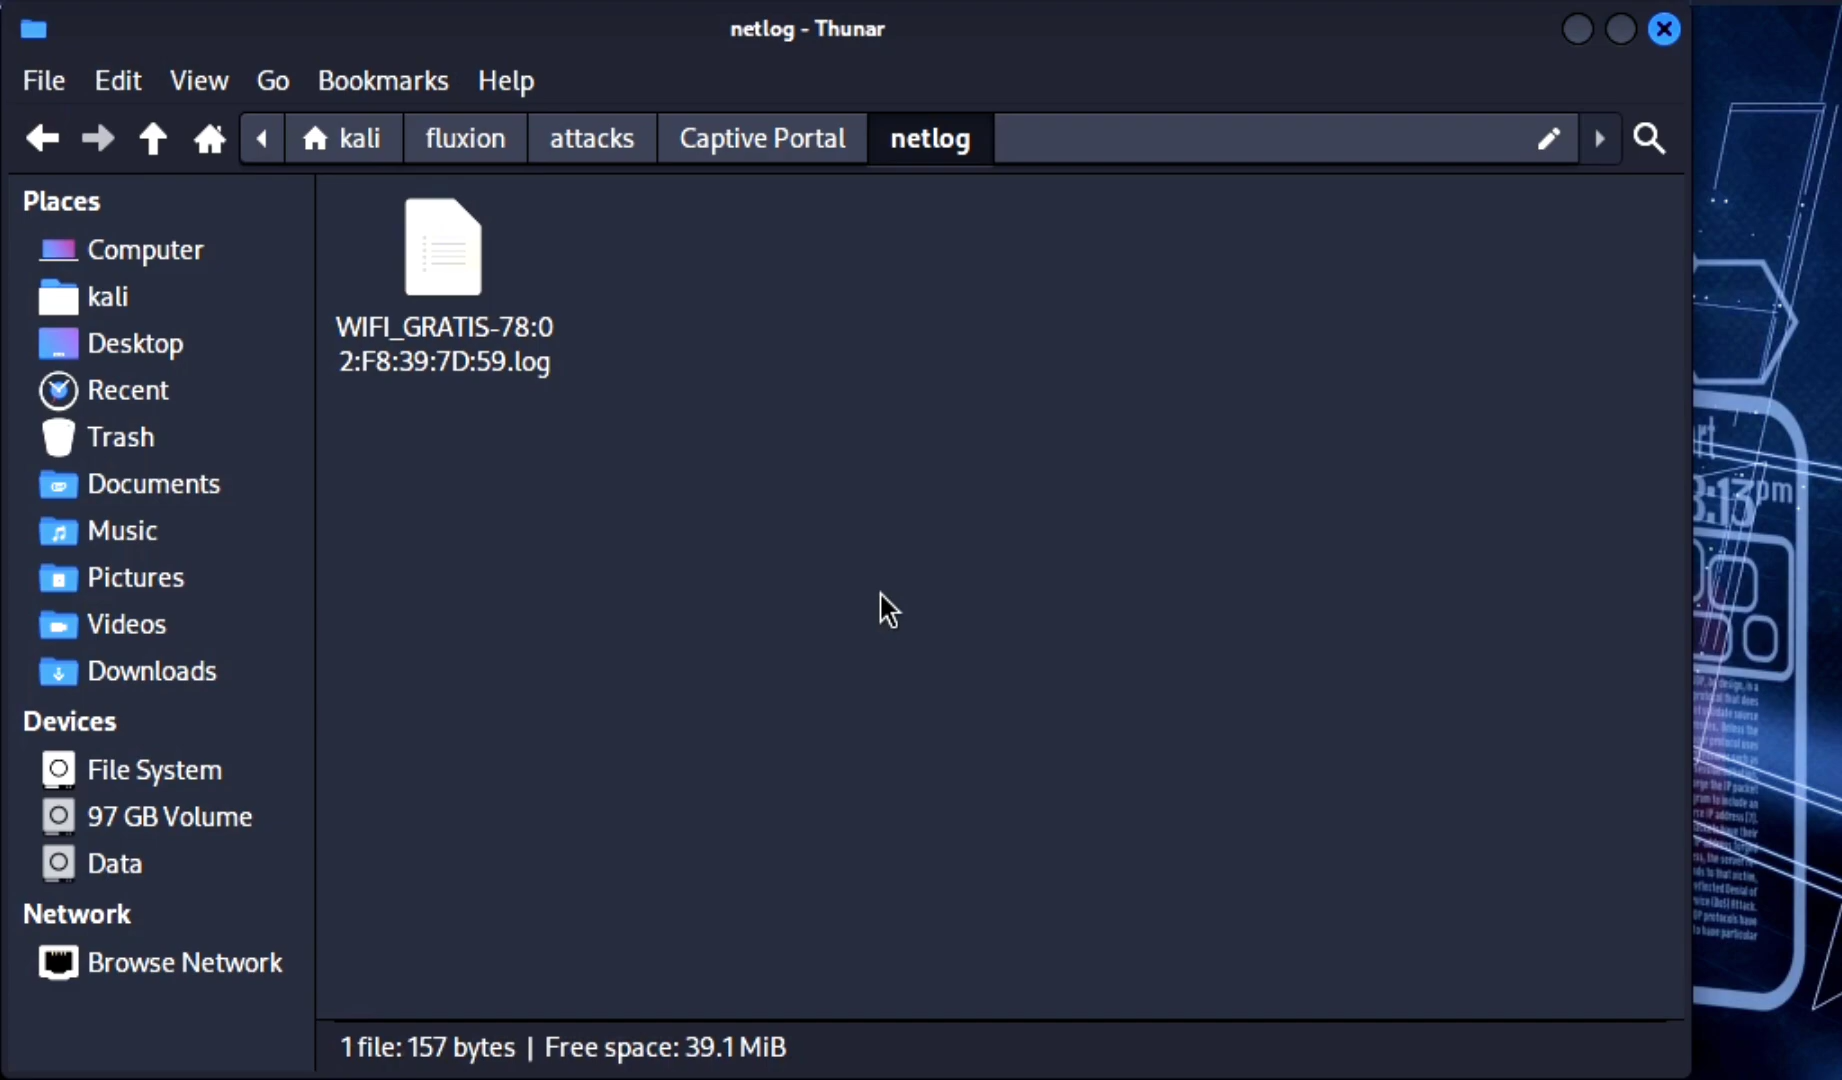 netlog - Thunar
File Edit View Go Bookmarks Help
kali fluxion attacks Captive Portal netlog
Places
Computer
kali
Desktop
Recent
Trash
Documents
Music
Pictures
Videos
Downloads
Devices
File System
97 GB Volume
Data
Network
Browse Network
WIFI_GRATIS-78:0
2:F8:39:7D:59.log
1 file: 157 bytes | Free space: 39.1 MiB
3:13pm